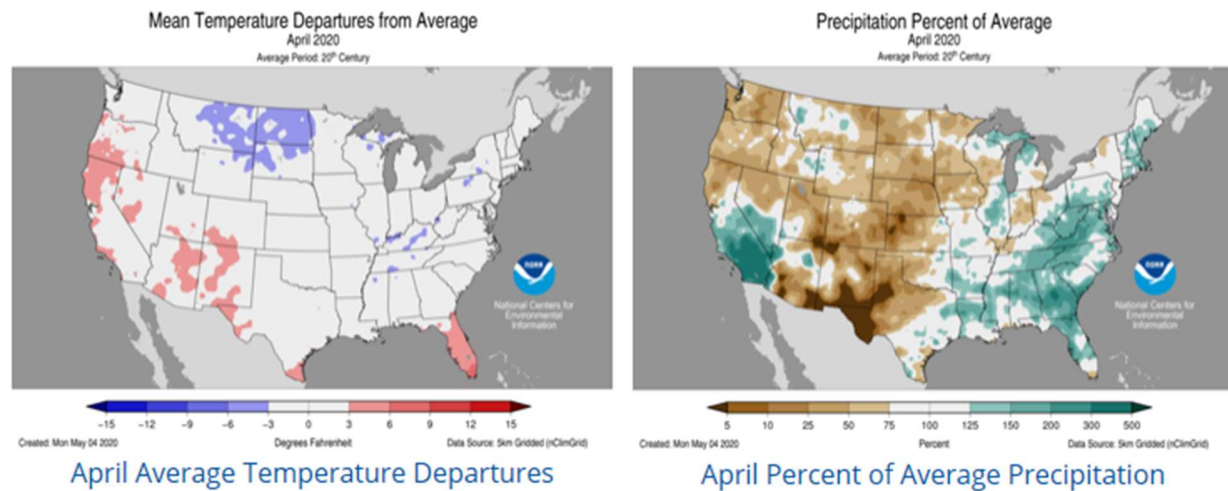 Mean Temperature Departures from Average
April 2020
Average Period: 20th Century
NOAA
National Centers for
Environmental
Information
-15 -12 -9 -6 -3 0 3 6 9 12 15
Created: Mon May 04 2020 Degrees Fahrenheit Data Source: 5km Gridded (nClimGrid)
April Average Temperature Departures
Precipitation Percent of Average
April 2020
Average Period: 20th Century
NOAA
National Centers for
Environmental
Information
5 10 25 50 75 100 125 150 200 300 500
Created: Mon May 04 2020 Percent Data Source: 5km Gridded (nClimGrid)
April Percent of Average Precipitation